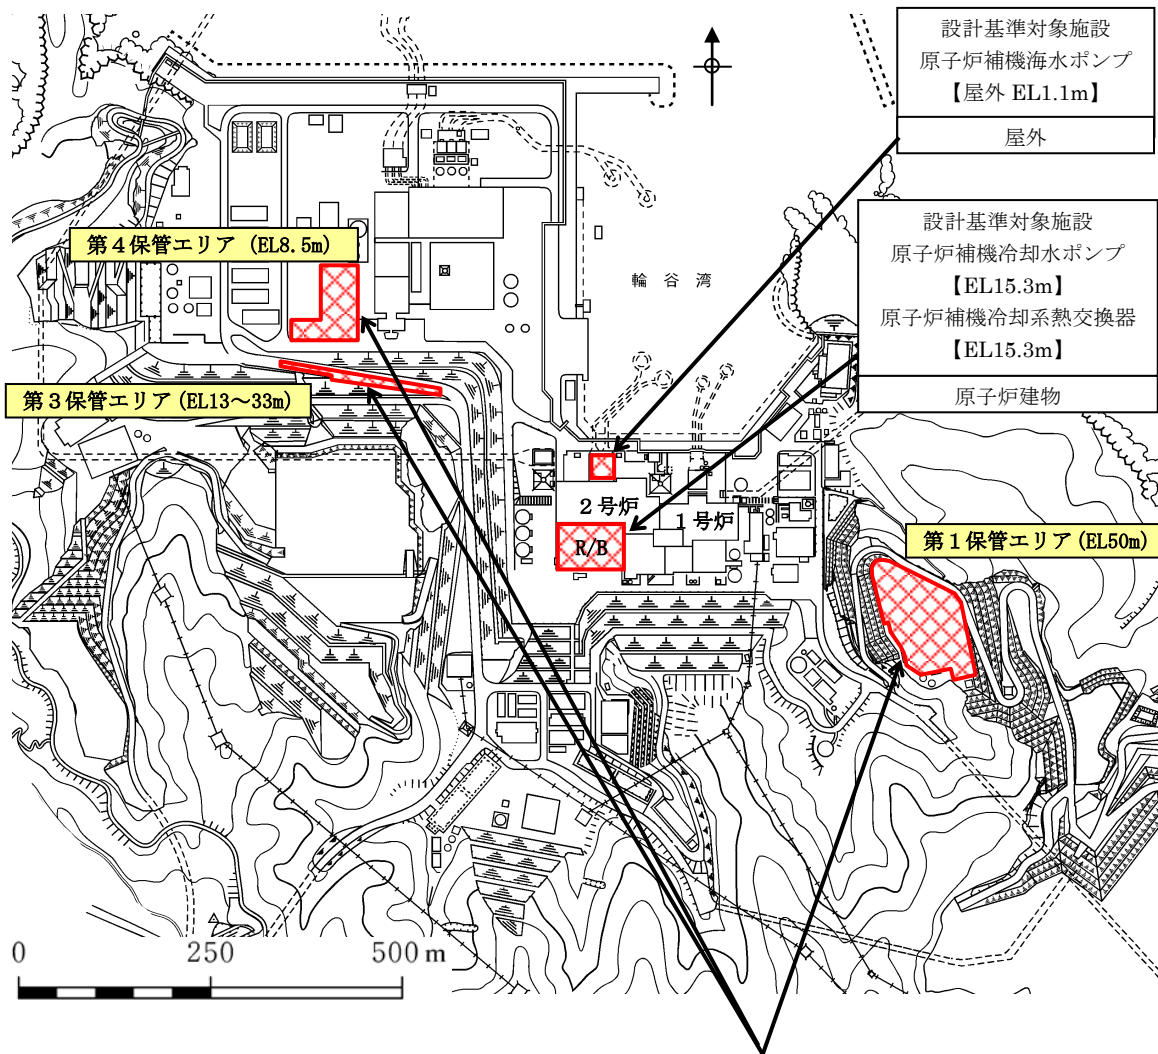 設計基準対象施設
原子炉補機海水ポンプ
【屋外 EL1.1m】
屋外
設計基準対象施設
原子炉補機冷却水ポンプ
【EL15.3m】
原子炉補機冷却系熱交換器
【EL15.3m】
原子炉建物
第４保管エリア (EL8.5m)
輪谷湾
第３保管エリア (EL13～33m)
２号炉
１号炉
R/B
第１保管エリア (EL50m)
0 250 500 m